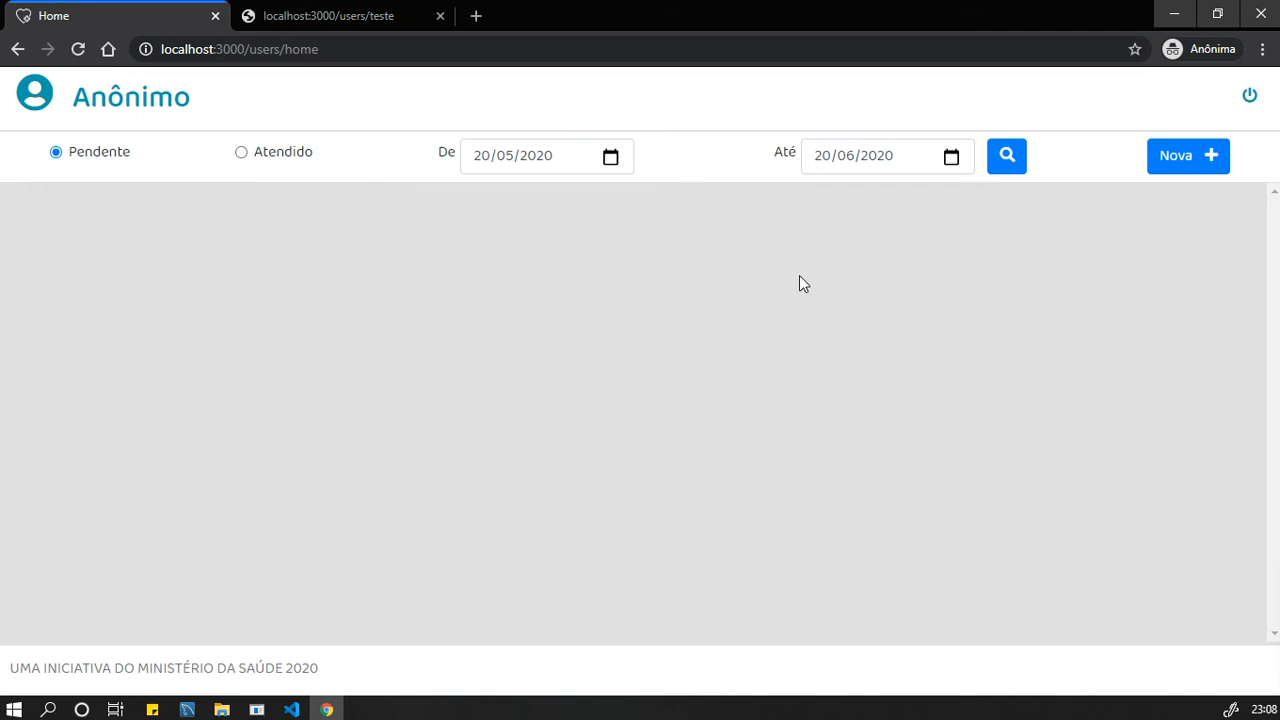 Home
localhost:3000/users/teste
localhost:3000/users/home
Anônima
Anônimo
Pendente Atendido De 20/05/2020 Até 20/06/2020 Nova
UMA INICIATIVA DO MINISTÉRIO DA SAÚDE 2020
23:08